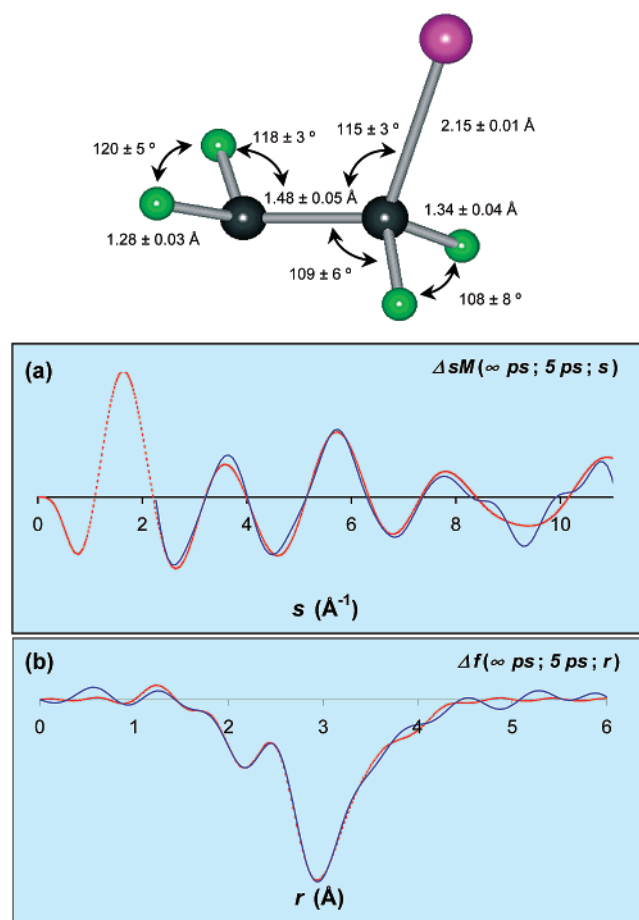 120 ± 5 º
118 ± 3 º
115 ± 3 º
2.15 ± 0.01 Å
1.48 ± 0.05 Å
1.34 ± 0.04 Å
1.28 ± 0.03 Å
109 ± 6 º
108 ± 8 º
(a)
Δ sM (∞ ps ; 5 ps ; s )
0 2 4 6 8 10
s (Å-1)
(b)
Δ f (∞ ps ; 5 ps ; r )
0 1 2 3 4 5 6
r (Å)